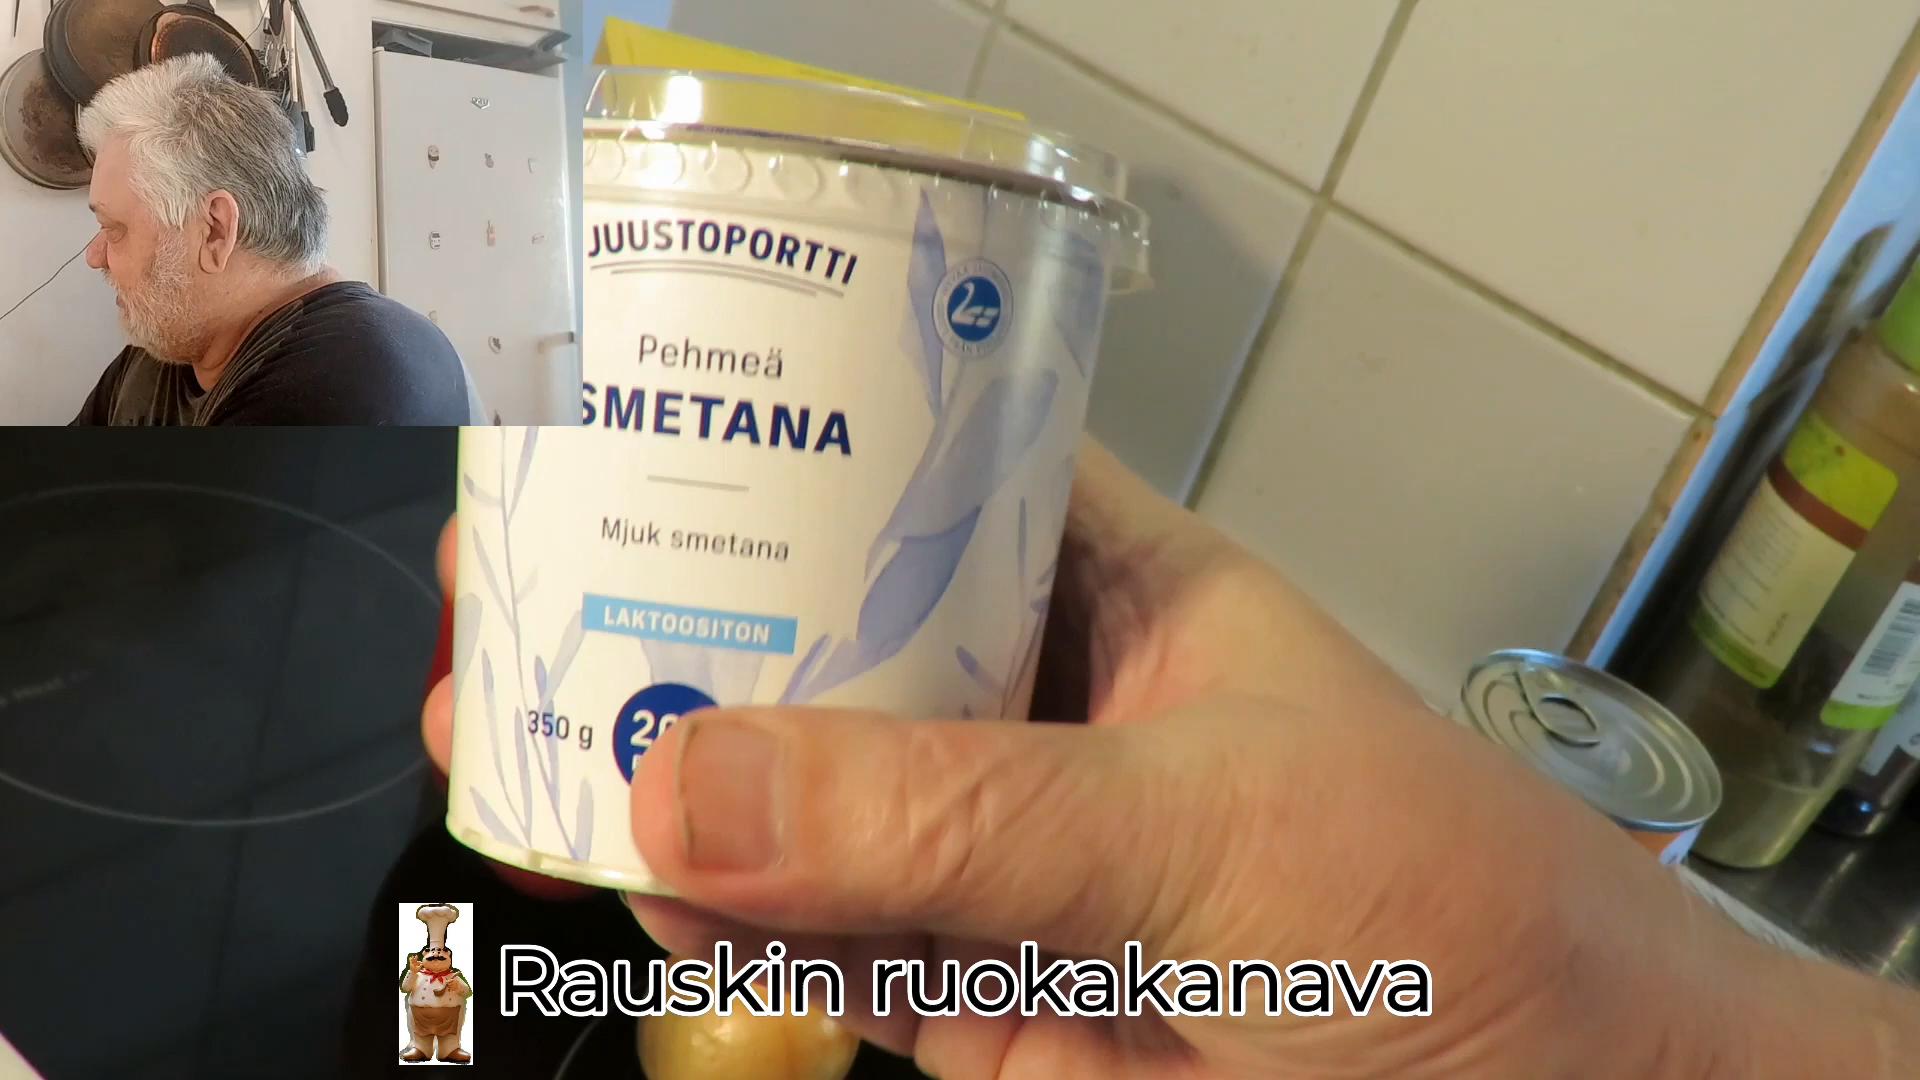 JUUSTOPORTTI
Pehmeä
SMETANA
Mjuk smetana
LAKTOOSITON
350 g
Rauskin ruokakanava